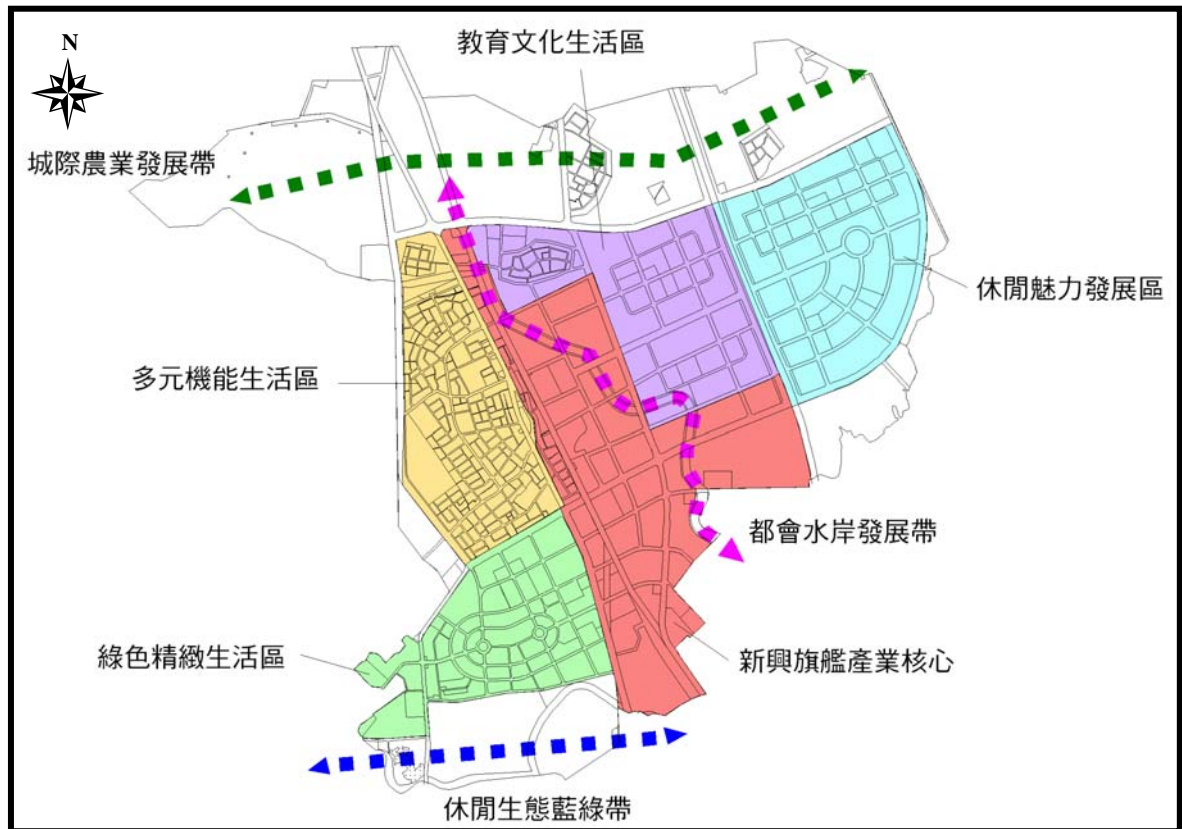 N
教育文化生活區
城際農業發展帶
休閒魅力發展區
多元機能生活區
都會水岸發展帶
綠色精緻生活區
新興旗艦產業核心
休閒生態藍綠帶